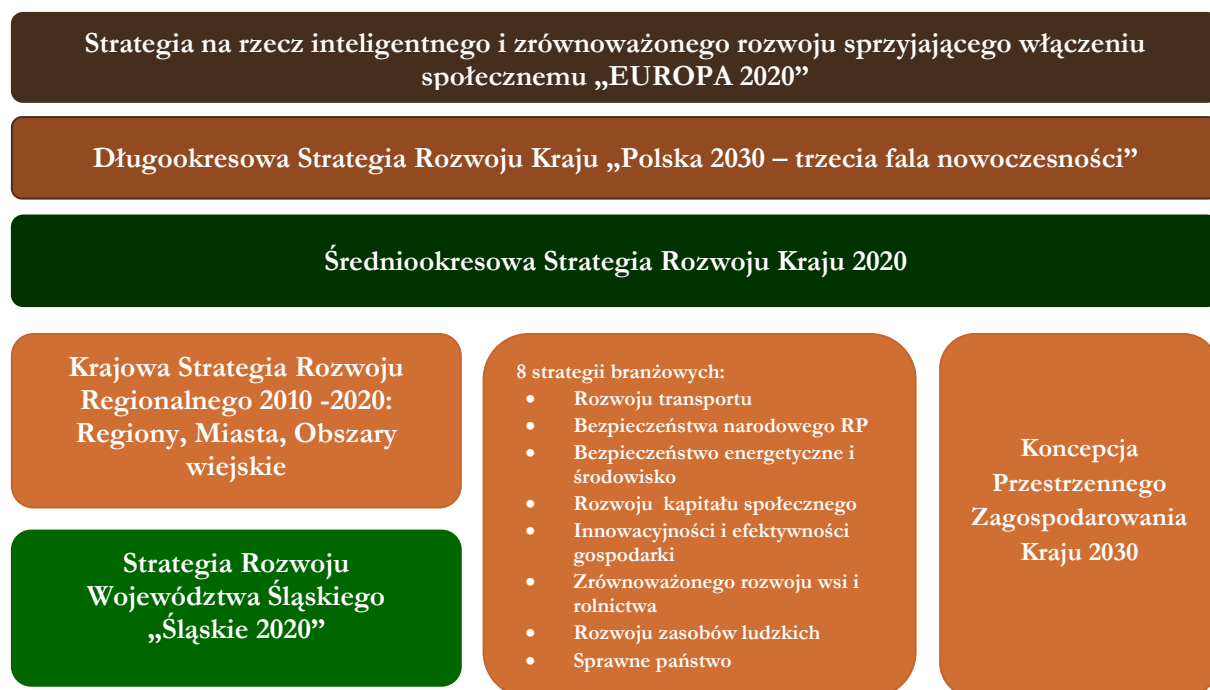 Strategia na rzecz inteligentnego i zrównoważonego rozwoju sprzyjającego włączeniu
społecznemu „EUROPA 2020”
Długookresowa Strategia Rozwoju Kraju „Polska 2030 – trzecia fala nowoczesności”
Średniookresowa Strategia Rozwoju Kraju 2020
Krajowa Strategia Rozwoju
Regionalnego 2010 -2020:
Regiony, Miasta, Obszary
wiejskie
Strategia Rozwoju
Województwa Śląskiego
„Śląskie 2020”
8 strategii branżowych:
• Rozwoju transportu
• Bezpieczeństwa narodowego RP
• Bezpieczeństwo energetyczne i
środowisko
• Rozwoju kapitału społecznego
• Innowacyjności i efektywności
gospodarki
• Zrównoważonego rozwoju wsi i
rolnictwa
• Rozwoju zasobów ludzkich
• Sprawne państwo
Koncepcja
Przestrzennego
Zagospodarowania
Kraju 2030